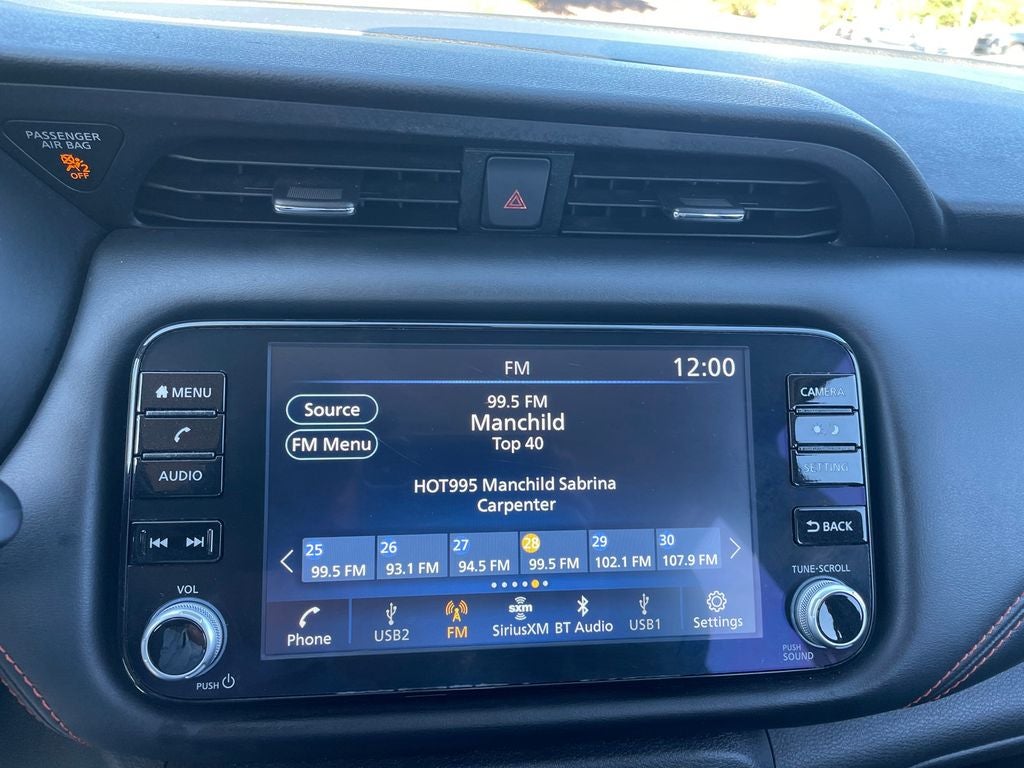 PASSENGER
AIR BAG
2
OFF
MENU
AUDIO
VOL
PUSH
FM
12:00
Source
FM Menu
99.5 FM
Manchild
Top 40
HOT995 Manchild Sabrina
Carpenter
25 26 27 28 29 30
99.5 FM 93.1 FM 94.5 FM 99.5 FM 102.1 FM 107.9 FM
Phone USB2 FM sxm SiriusXM BT Audio USB1 Settings
CAMERA
SETTING
BACK
TUNE·SCROLL
PUSH
SOUND